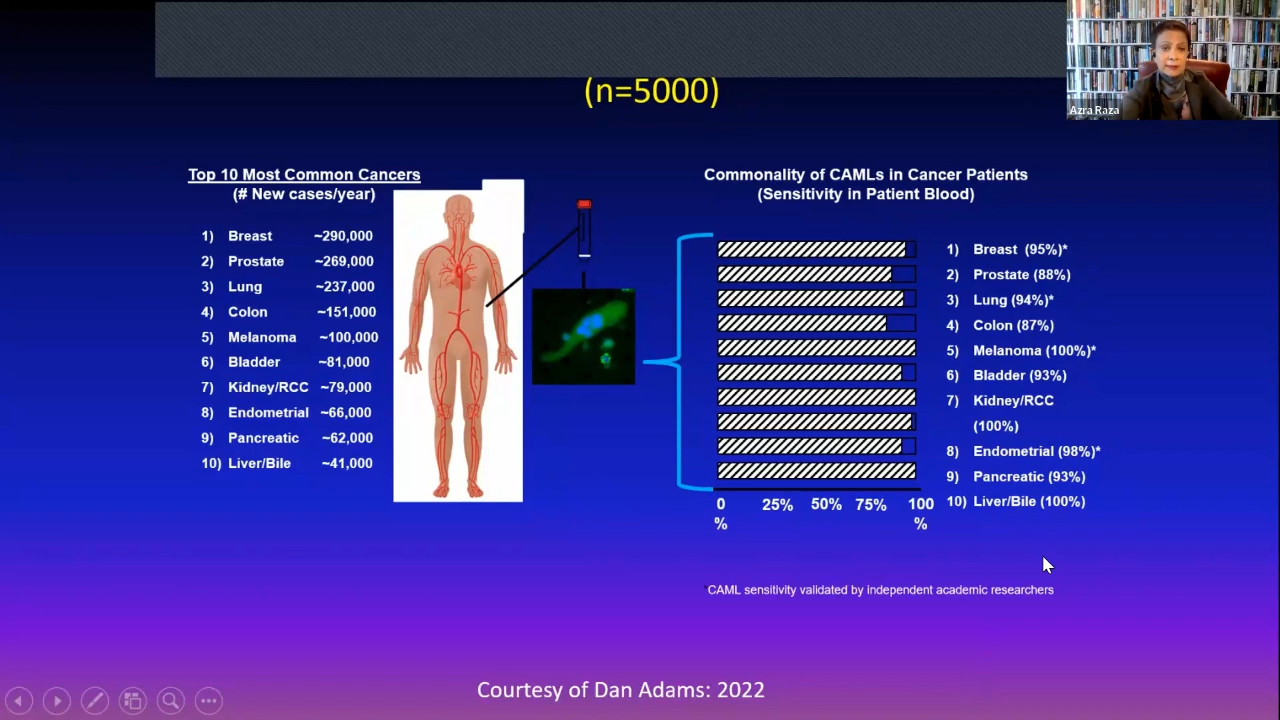 (n=5000)
Azra Raza
Top 10 Most Common Cancers
(# New cases/year)
1) Breast ~290,000
2) Prostate ~269,000
3) Lung ~237,000
4) Colon ~151,000
5) Melanoma ~100,000
6) Bladder ~81,000
7) Kidney/RCC ~79,000
8) Endometrial ~66,000
9) Pancreatic ~62,000
10) Liver/Bile ~41,000
Commonality of CAMLs in Cancer Patients
(Sensitivity in Patient Blood)
1) Breast (95%)*
2) Prostate (88%)
3) Lung (94%)*
4) Colon (87%)
5) Melanoma (100%)*
6) Bladder (93%)
7) Kidney/RCC
(100%)
8) Endometrial (98%)*
9) Pancreatic (93%)
10) Liver/Bile (100%)
0 25% 50% 75% 100
% %
*CAML sensitivity validated by independent academic researchers
Courtesy of Dan Adams: 2022